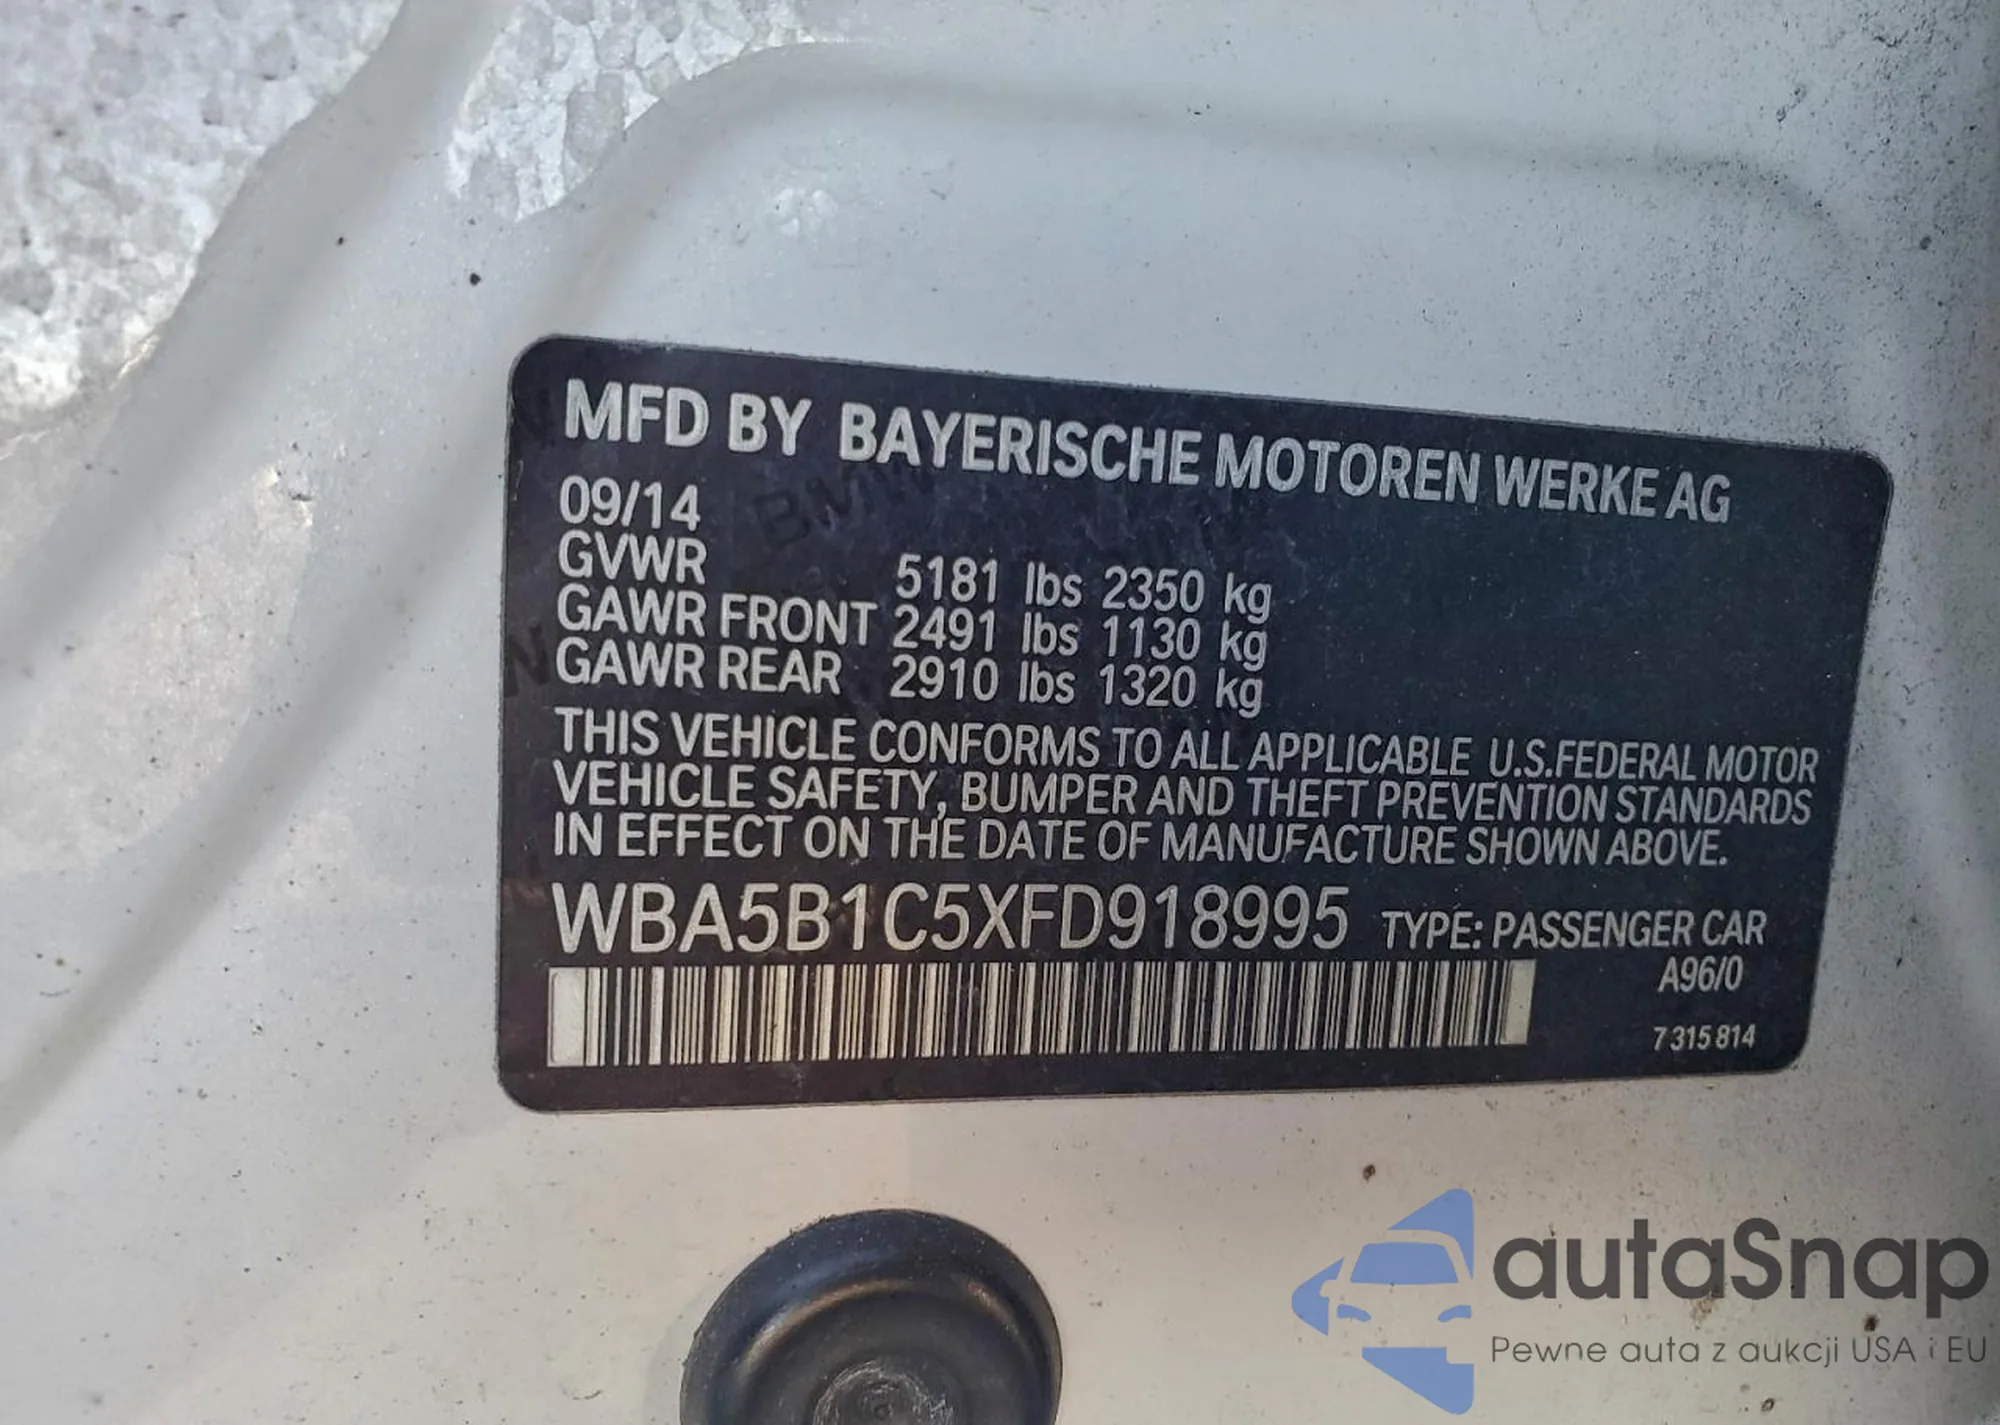 MFD BY BAYERISCHE MOTOREN WERKE AG
09/14
GVWR 5181 lbs 2350 kg
GAWR FRONT 2491 lbs 1130 kg
GAWR REAR 2910 lbs 1320 kg
THIS VEHICLE CONFORMS TO ALL APPLICABLE U.S.FEDERAL MOTOR
VEHICLE SAFETY, BUMPER AND THEFT PREVENTION STANDARDS
IN EFFECT ON THE DATE OF MANUFACTURE SHOWN ABOVE.
WBA5B1C5XFD918995 TYPE: PASSENGER CAR
A96/0
7 315 814
autaSnap
Pewne auta z aukcji USA i EU